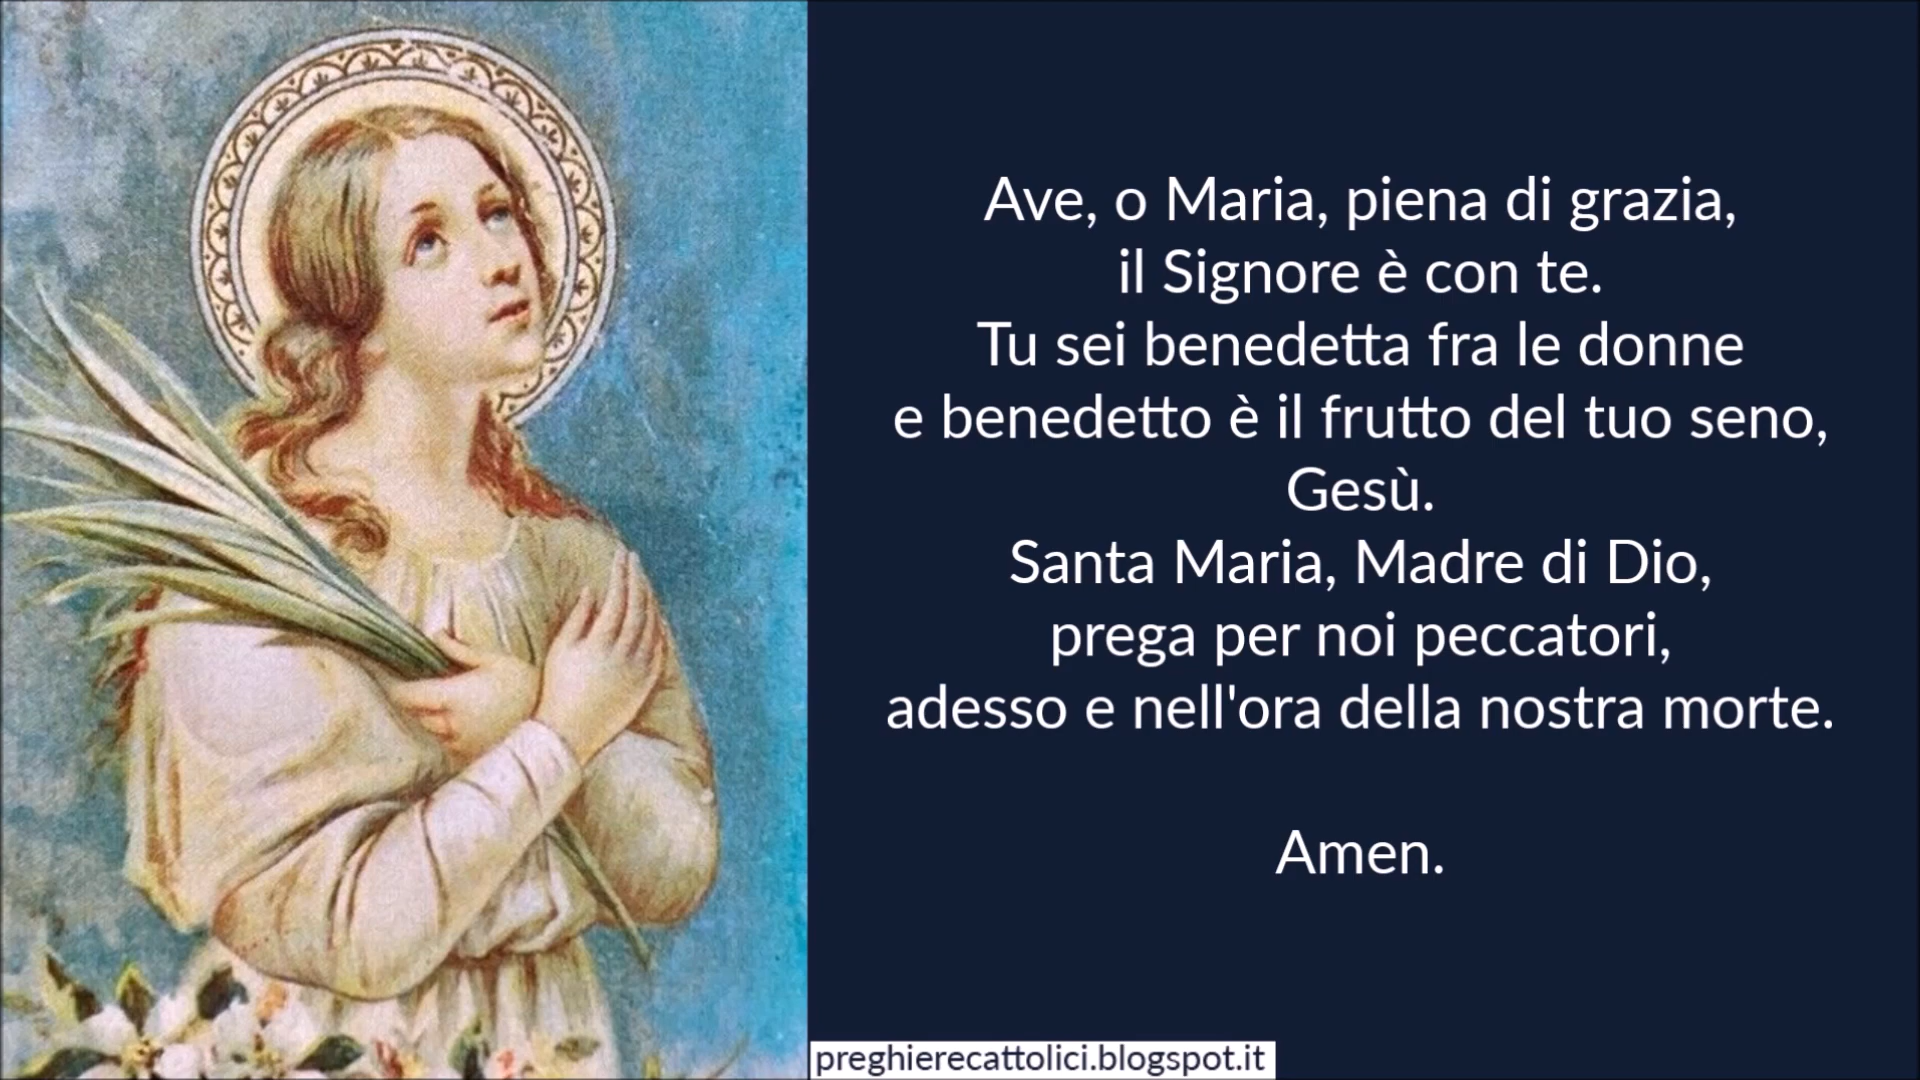 Ave, o Maria, piena di grazia,
il Signore è con te.
Tu sei benedetta fra le donne
e benedetto è il frutto del tuo seno,
Gesù.
Santa Maria, Madre di Dio,
prega per noi peccatori,
adesso e nell'ora della nostra morte.
Amen.
preghierecattolici.blogspot.it